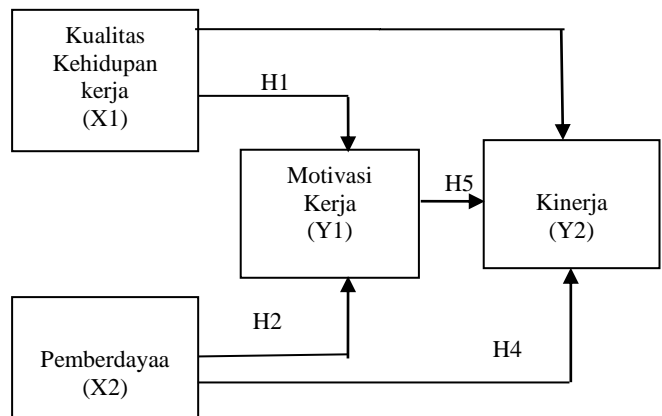 Kualitas
Kehidupan
kerja
(X1)
H1
Motivasi
Kerja
(Y1)
H5
Kinerja
(Y2)
H2
H4
Pemberdayaa
(X2)